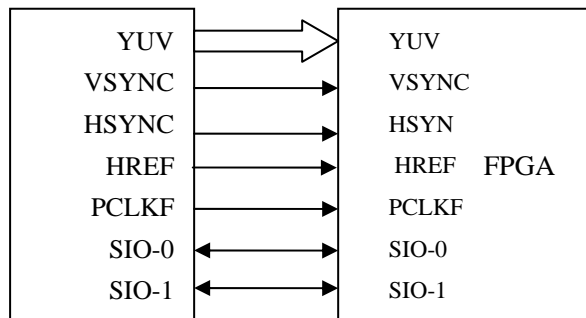 YUV YUV
VSYNC VSYNC
HSYNC HSYN
HREF HREF FPGA
PCLKF PCLKF
SIO-0 SIO-0
SIO-1 SIO-1